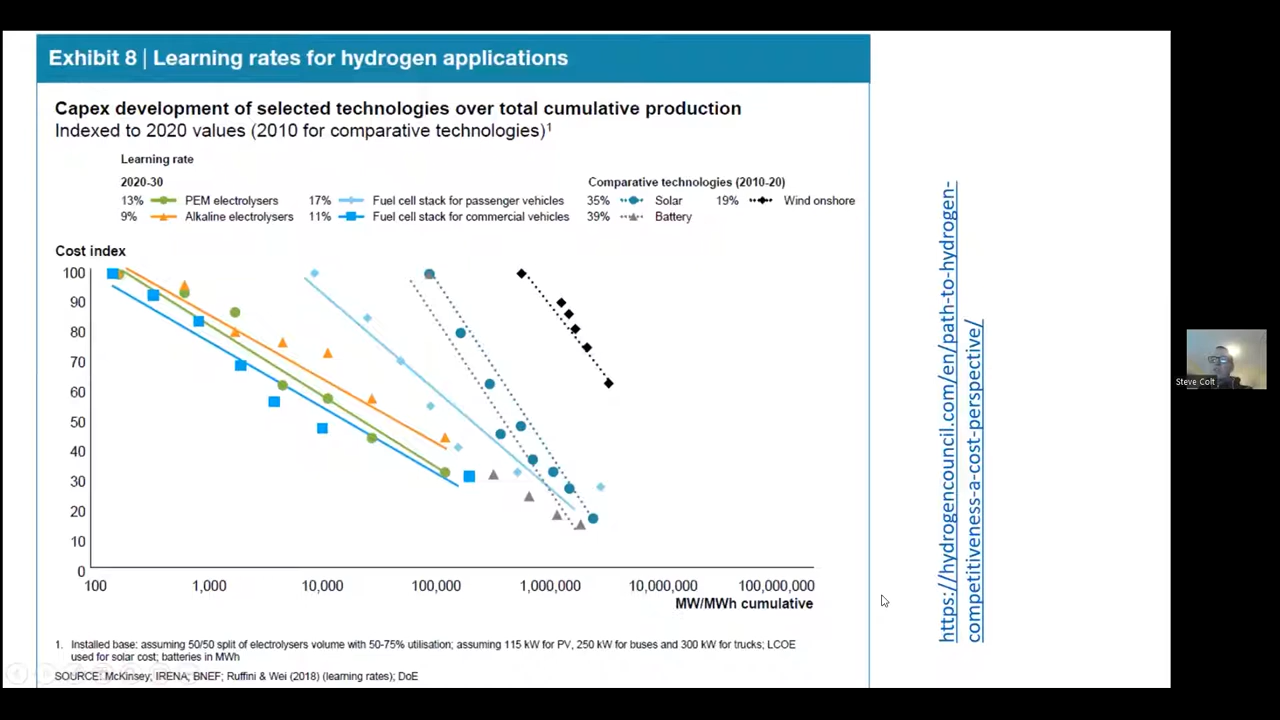 Exhibit 8 | Learning rates for hydrogen applications
Capex development of selected technologies over total cumulative production
Indexed to 2020 values (2010 for comparative technologies)¹
Learning rate
2020-30
Comparative technologies (2010-20)
13% PEM electrolysers 17% Fuel cell stack for passenger vehicles 35% Solar 19% Wind onshore
9% Alkaline electrolysers 11% Fuel cell stack for commercial vehicles 39% Battery
Cost index
100
90
80
70
60
50
40
30
20
10
0
100 1,000 10,000 100,000 1,000,000 10,000,000 100,000,000
MW/MWh cumulative
1. Installed base: assuming 50/50 split of electrolysers volume with 50-75% utilisation; assuming 115 kW for PV, 250 kW for buses and 300 kW for trucks; LCOE
used for solar cost; batteries in MWh
SOURCE: McKinsey; IRENA; BNEF; Ruffini & Wei (2018) (learning rates); DoE
https://hydrogencouncil.com/en/path-to-hydrogen-
competitiveness-a-cost-perspective/
Steve Colt